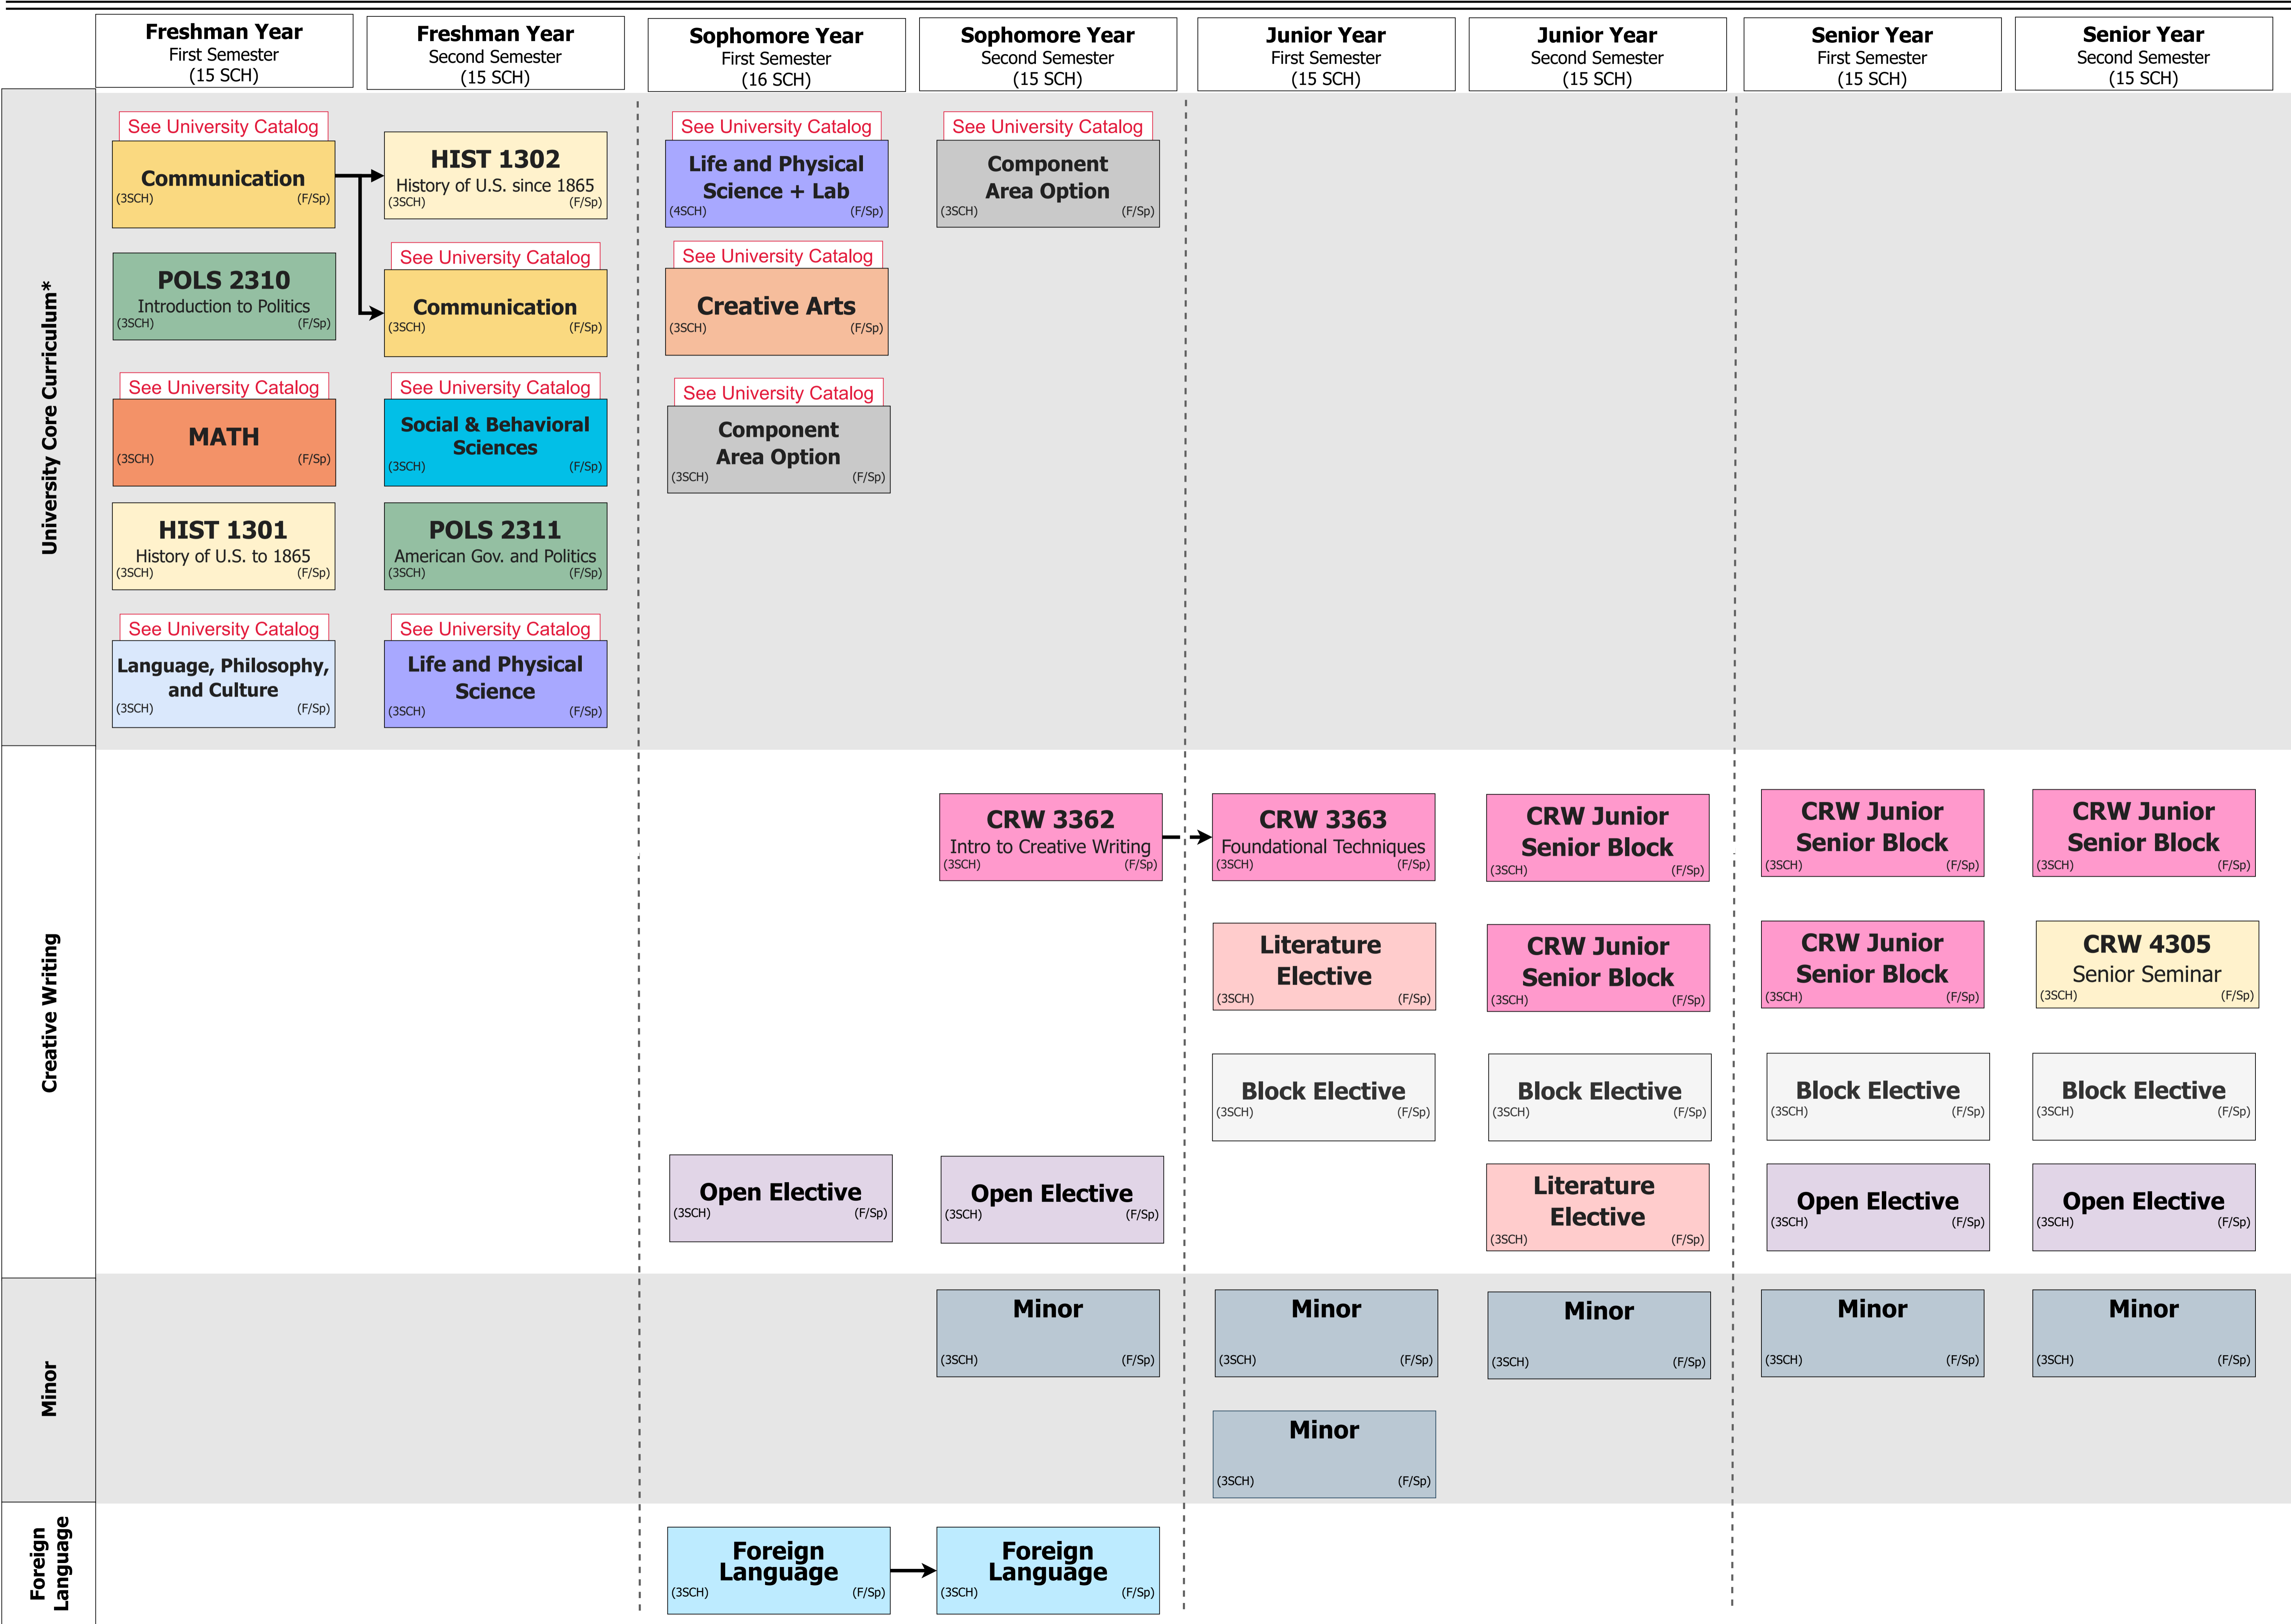 Freshman Year
First Semester
(15 SCH)
Freshman Year
Second Semester
(15 SCH)
Sophomore Year
First Semester
(16 SCH)
Sophomore Year
Second Semester
(15 SCH)
Junior Year
First Semester
(15 SCH)
Junior Year
Second Semester
(15 SCH)
Senior Year
First Semester
(15 SCH)
Senior Year
Second Semester
(15 SCH)
University Core Curriculum*
See University Catalog
Communication
(3SCH) (F/Sp)
HIST 1302
History of U.S. since 1865
(3SCH) (F/Sp)
See University Catalog
Life and Physical
Science + Lab
(4SCH) (F/Sp)
See University Catalog
Component
Area Option
(3SCH) (F/Sp)
POLS 2310
Introduction to Politics
(3SCH) (F/Sp)
See University Catalog
Communication
(3SCH) (F/Sp)
See University Catalog
Creative Arts
(3SCH) (F/Sp)
See University Catalog
MATH
(3SCH) (F/Sp)
See University Catalog
Social & Behavioral
Sciences
(3SCH) (F/Sp)
See University Catalog
Component
Area Option
(3SCH) (F/Sp)
HIST 1301
History of U.S. to 1865
(3SCH) (F/Sp)
POLS 2311
American Gov. and Politics
(3SCH) (F/Sp)
See University Catalog
Language, Philosophy,
and Culture
(3SCH) (F/Sp)
See University Catalog
Life and Physical
Science
(3SCH) (F/Sp)
Creative Writing
CRW 3362
Intro to Creative Writing
(3SCH) (F/Sp)
CRW 3363
Foundational Techniques
(3SCH) (F/Sp)
CRW Junior
Senior Block
(3SCH) (F/Sp)
CRW Junior
Senior Block
(3SCH) (F/Sp)
CRW Junior
Senior Block
(3SCH) (F/Sp)
Literature
Elective
(3SCH) (F/Sp)
CRW Junior
Senior Block
(3SCH) (F/Sp)
CRW Junior
Senior Block
(3SCH) (F/Sp)
CRW 4305
Senior Seminar
(3SCH) (F/Sp)
Block Elective
(3SCH) (F/Sp)
Block Elective
(3SCH) (F/Sp)
Block Elective
(3SCH) (F/Sp)
Block Elective
(3SCH) (F/Sp)
Open Elective
(3SCH) (F/Sp)
Open Elective
(3SCH) (F/Sp)
Literature
Elective
(3SCH) (F/Sp)
Open Elective
(3SCH) (F/Sp)
Open Elective
(3SCH) (F/Sp)
Minor
Minor
(3SCH) (F/Sp)
Minor
(3SCH) (F/Sp)
Minor
(3SCH) (F/Sp)
Minor
(3SCH) (F/Sp)
Minor
(3SCH) (F/Sp)
Minor
(3SCH) (F/Sp)
Foreign
Language
Foreign
Language
(3SCH) (F/Sp)
Foreign
Language
(3SCH) (F/Sp)